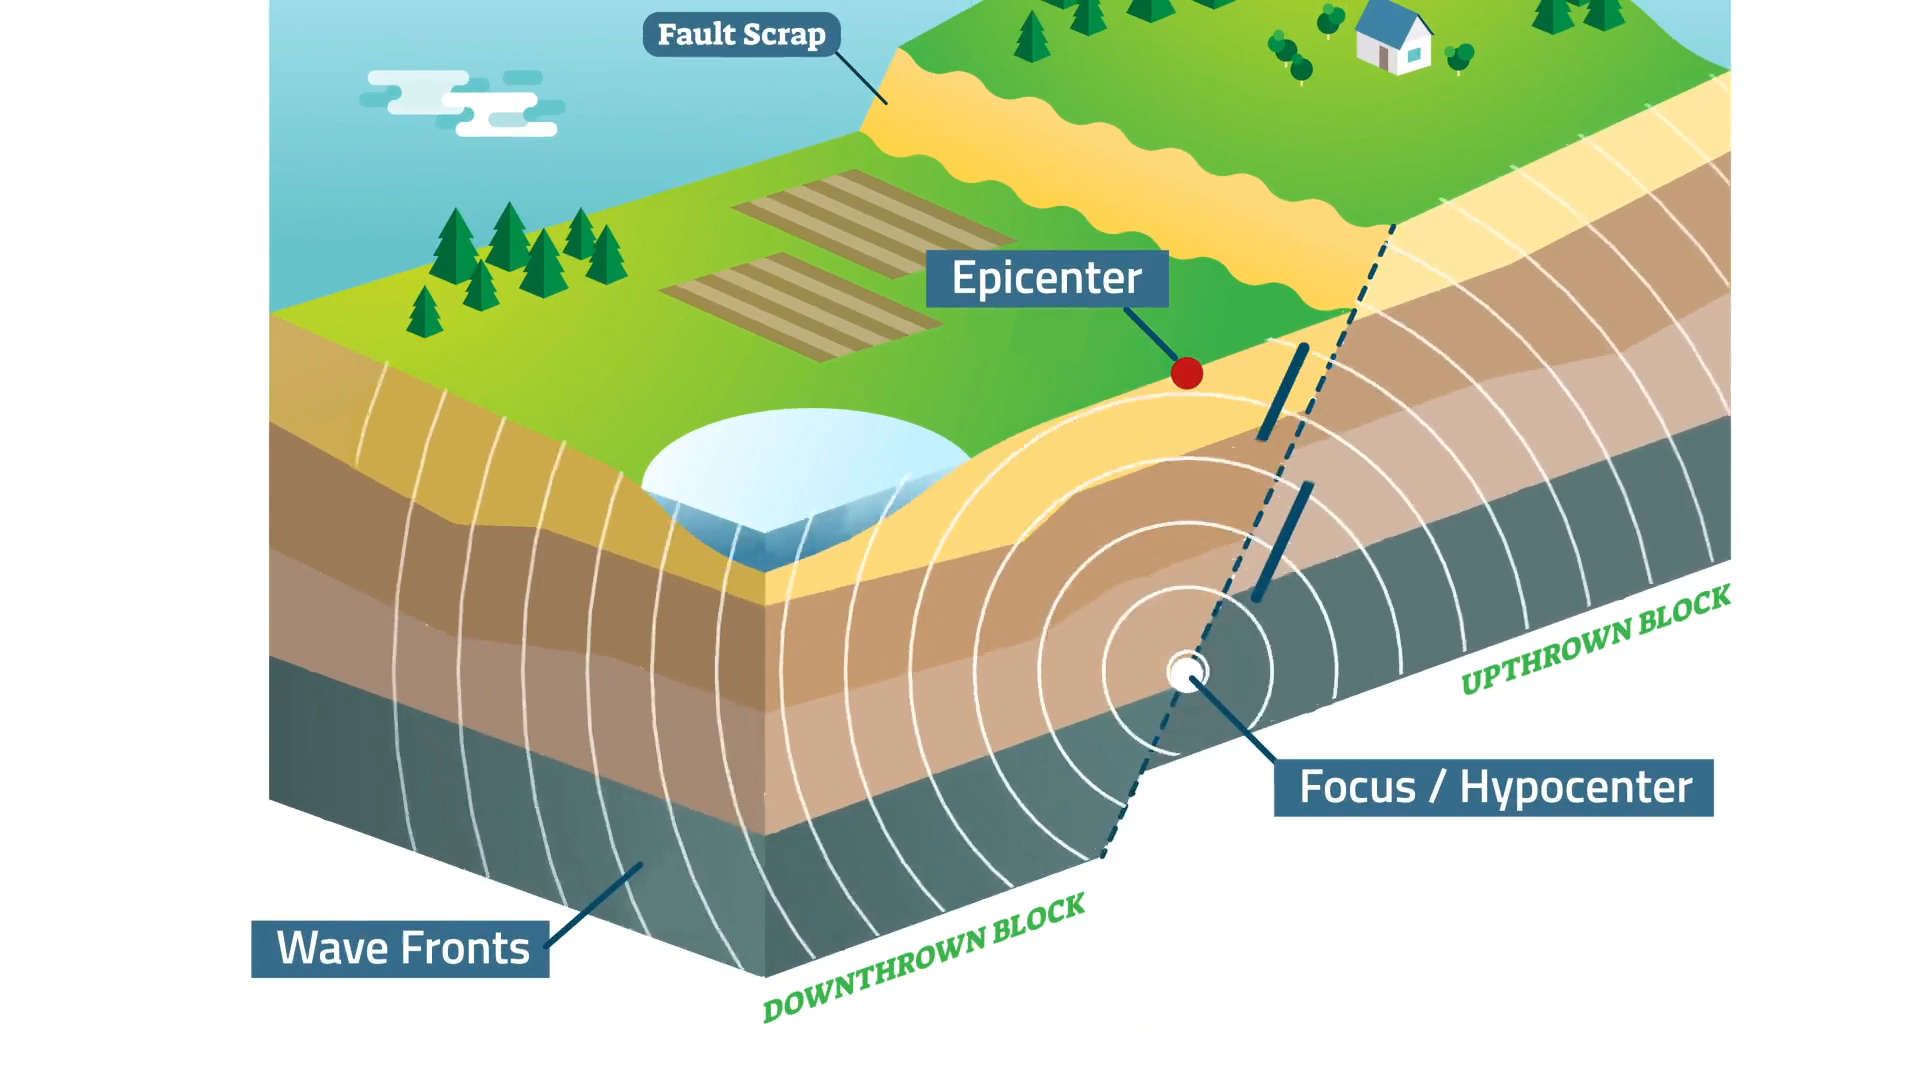 Fault Scrap
Epicenter
UPTHROWN BLOCK
Focus / Hypocenter
Wave Fronts
DOWNTHROWN BLOCK